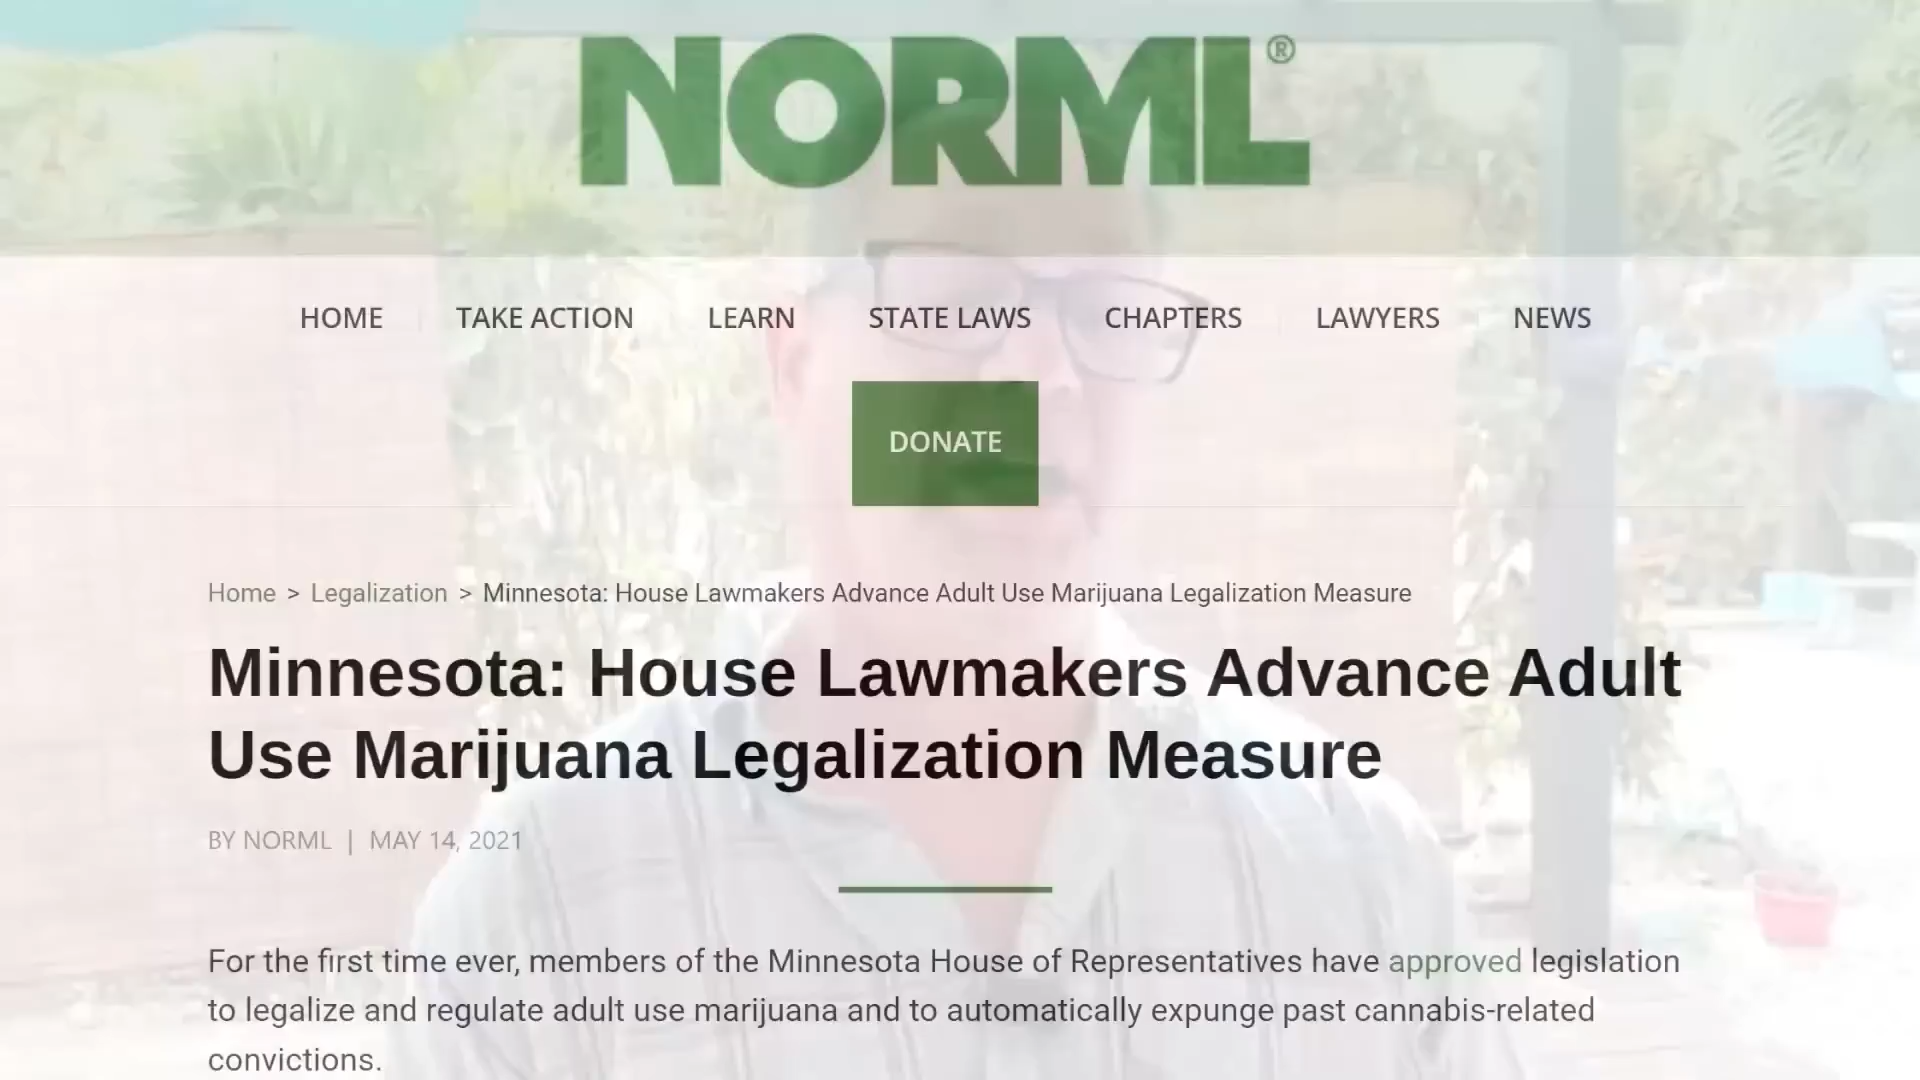 NORML®
HOME TAKE ACTION LEARN STATE LAWS CHAPTERS LAWYERS NEWS
DONATE
Home > Legalization > Minnesota: House Lawmakers Advance Adult Use Marijuana Legalization Measure
Minnesota: House Lawmakers Advance Adult
Use Marijuana Legalization Measure
BY NORML | MAY 14, 2021
For the first time ever, members of the Minnesota House of Representatives have approved legislation
to legalize and regulate adult use marijuana and to automatically expunge past cannabis-related
convictions.